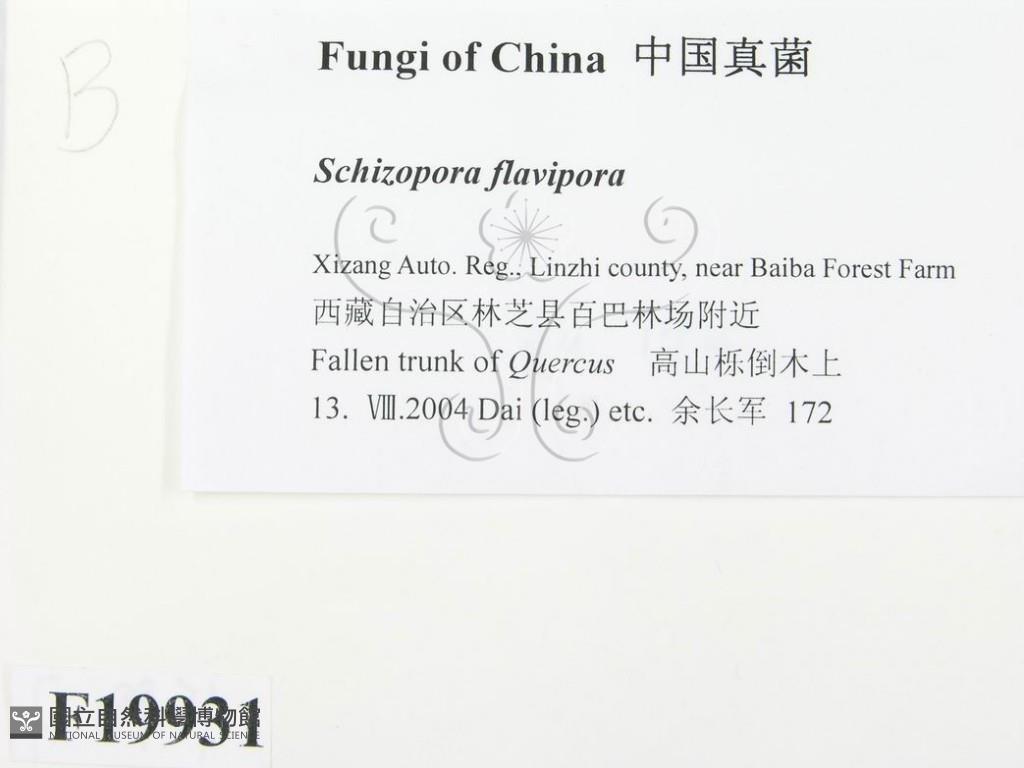 B
Fungi of China 中国真菌
Schizopora flavipora
Xizang Auto. Reg., Linzhi county, near Baiba Forest Farm
西藏自治区林芝县百巴林场附近
Fallen trunk of Quercus 高山栎倒木上
13. Ⅷ.2004 Dai (leg.) etc. 余长军 172
F19931
國立自然科學博物館
NATIONAL MUSEUM OF NATURAL SCIENCE